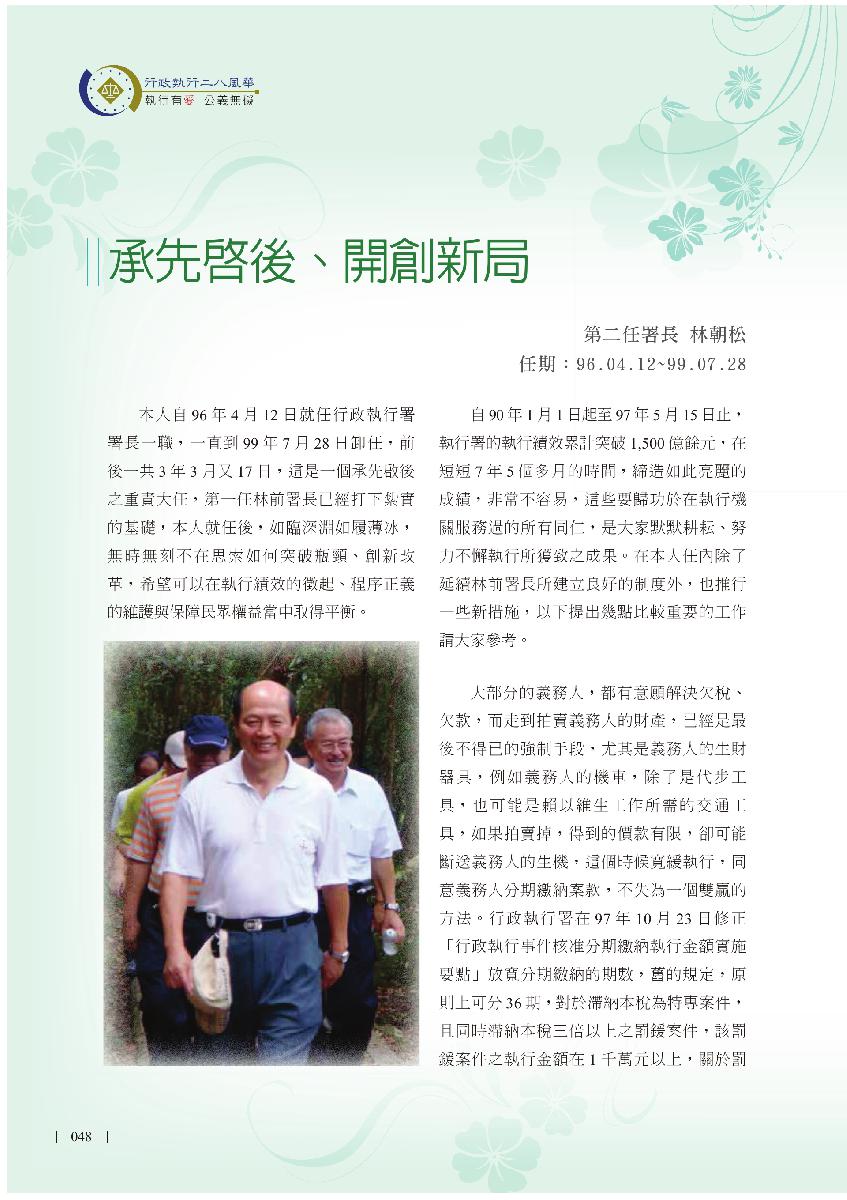 行政執行二八風華
執行有愛 公義無礙
承先啓後、開創新局
第二任署長 林朝松
任期：96.04.12~99.07.28
本人自 96 年 4 月 12 日就任行政執行署
署長一職，一直到 99 年 7 月 28 日卸任，前
後一共 3 年 3 月又 17 日，這是一個承先啟後
之重責大任，第一任林前署長已經打下紮實
的基礎，本人就任後，如臨深淵如履薄冰，
無時無刻不在思索如何突破瓶頸、創新改
革，希望可以在執行績效的徵起、程序正義
的維護與保障民眾權益當中取得平衡。
自 90 年 1 月 1 日起至 97 年 5 月 15 日止，
執行署的執行績效累計突破 1,500 億餘元，在
短短 7 年 5 個多月的時間，締造如此亮麗的
成績，非常不容易，這些要歸功於在執行機
關服務過的所有同仁，是大家默默耕耘、努
力不懈執行所獲致之成果。在本人任內除了
延續林前署長所建立良好的制度外，也推行
一些新措施，以下提出幾點比較重要的工作
請大家參考。
大部分的義務人，都有意願解決欠稅、
欠款，而走到拍賣義務人的財產，已經是最
後不得已的強制手段，尤其是義務人的生財
器具，例如義務人的機車，除了是代步工
具，也可能是賴以維生工作所需的交通工
具，如果拍賣掉，得到的價款有限，卻可能
斷送義務人的生機，這個時候寬緩執行，同
意義務人分期繳納案款，不失為一個雙贏的
方法。行政執行署在 97 年 10 月 23 日修正
「行政執行事件核准分期繳納執行金額實施
要點」放寬分期繳納的期數，舊的規定，原
則上可分 36 期，對於滯納本稅為特專案件，
且同時滯納本稅三倍以上之罰鍰案件，該罰
鍰案件之執行金額在 1 千萬元以上，關於罰
| 048 |